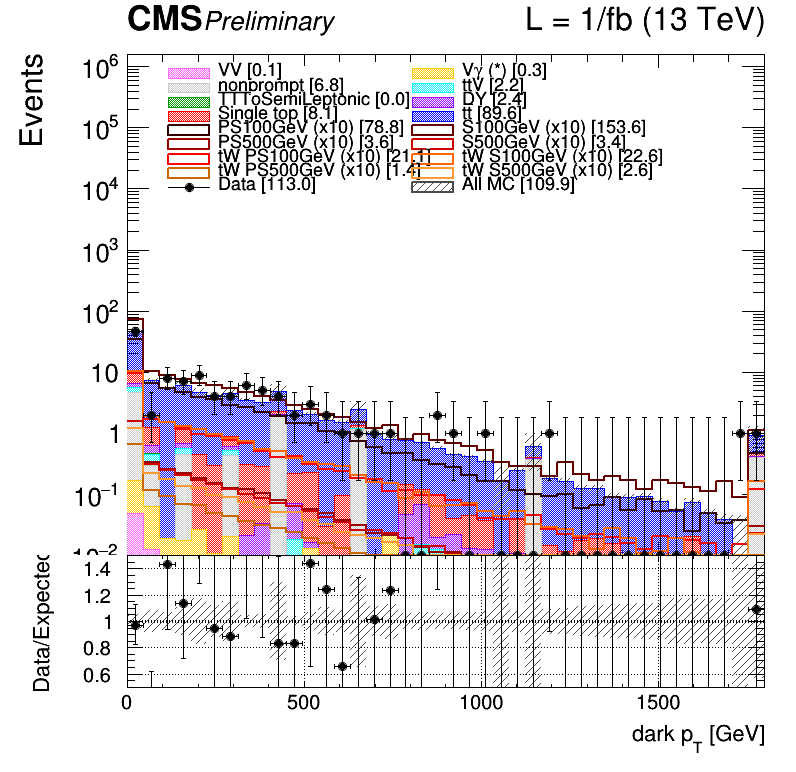 CMS Preliminary L = 1/fb (13 TeV)
Events
10^6
10^5
10^4
10^3
10^2
10
1
10^-1
10^-2
VV [0.1] Vγ (*) [0.3]
nonprompt [6.8] ttV [2.2]
TTToSemiLeptonic [0.0] DY [2.4]
Single top [8.1] tt [89.6]
PS100GeV (x10) [78.8] S100GeV (x10) [153.6]
PS500GeV (x10) [3.6] S500GeV (x10) [3.4]
tW PS100GeV (x10) [21.1] tW S100GeV (x10) [22.6]
tW PS500GeV (x10) [1.4] tW S500GeV (x10) [2.6]
Data [113.0] All MC [109.9]
Data/Expected
1.4
1.2
1
0.8
0.6
0 500 1000 1500
dark p_T [GeV]